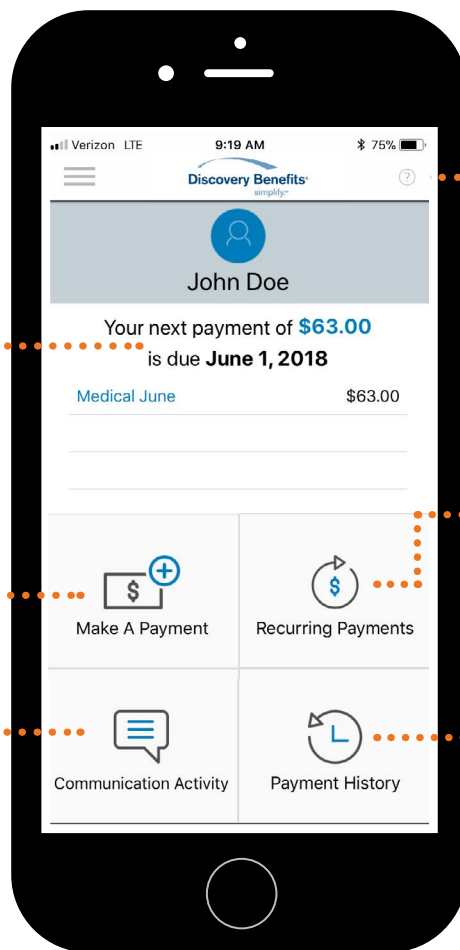 Verizon LTE 9:19 AM 75%
Discovery Benefits®
simplify.™
?
John Doe
Your next payment of $63.00
is due June 1, 2018
Medical June $63.00
$ $
Make A Payment Recurring Payments
Communication Activity Payment History